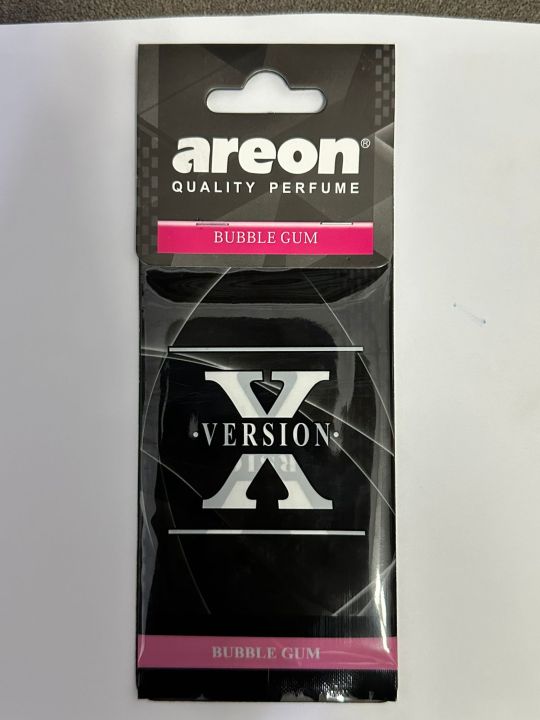 areon®
QUALITY PERFUME
BUBBLE GUM
X
·VERSION·
BUBBLE GUM